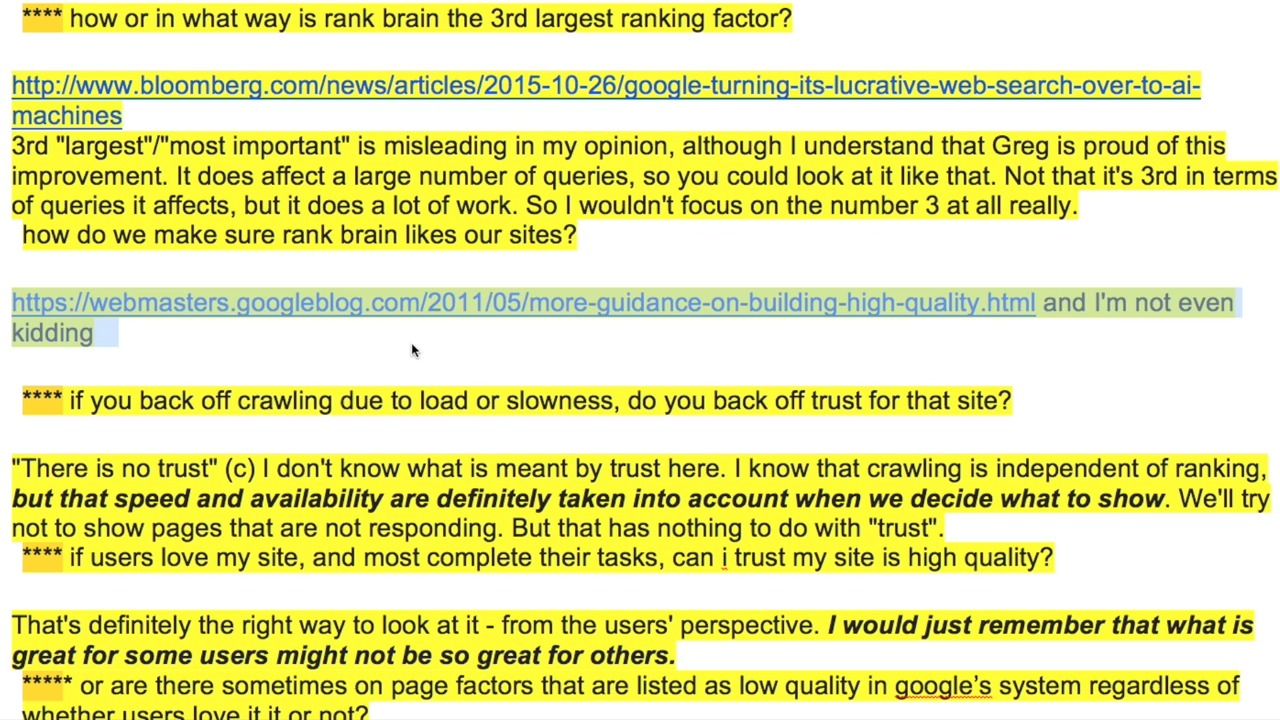 **** how or in what way is rank brain the 3rd largest ranking factor?
http://www.bloomberg.com/news/articles/2015-10-26/google-turning-its-lucrative-web-search-over-to-ai-
machines
3rd "largest"/"most important" is misleading in my opinion, although I understand that Greg is proud of this
improvement. It does affect a large number of queries, so you could look at it like that. Not that it's 3rd in terms
of queries it affects, but it does a lot of work. So I wouldn't focus on the number 3 at all really.
how do we make sure rank brain likes our sites?
https://webmasters.googleblog.com/2011/05/more-guidance-on-building-high-quality.html and I'm not even
kidding
**** if you back off crawling due to load or slowness, do you back off trust for that site?
"There is no trust" (c) I don't know what is meant by trust here. I know that crawling is independent of ranking,
but that speed and availability are definitely taken into account when we decide what to show. We'll try
not to show pages that are not responding. But that has nothing to do with "trust".
**** if users love my site, and most complete their tasks, can i trust my site is high quality?
That's definitely the right way to look at it - from the users' perspective. I would just remember that what is
great for some users might not be so great for others.
***** or are there sometimes on page factors that are listed as low quality in google’s system regardless of
whether users love it it or not?